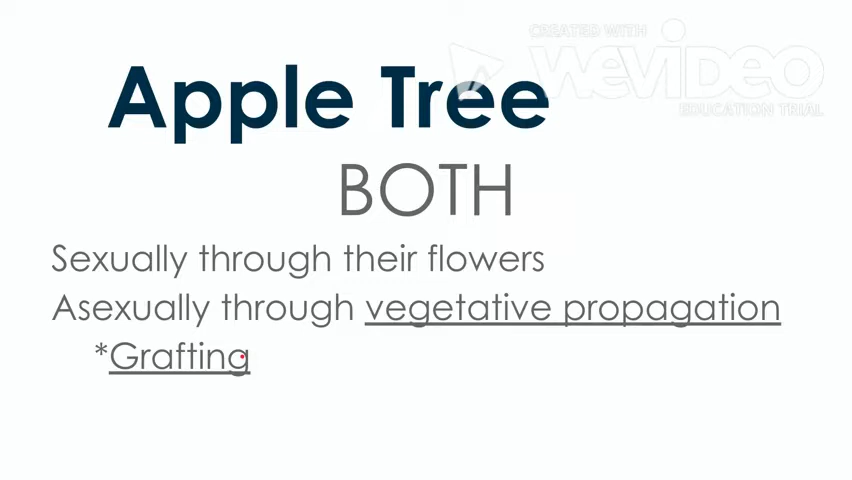 CREATED WITH
WEVIDEO
EDUCATION TRIAL
Apple Tree
BOTH
Sexually through their flowers
Asexually through vegetative propagation
*Grafting